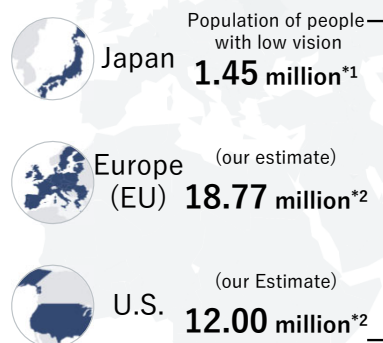 Population of people
with low vision
Japan
1.45 million*1
(our estimate)
Europe
(EU)
18.77 million*2
(our Estimate)
U.S.
12.00 million*2